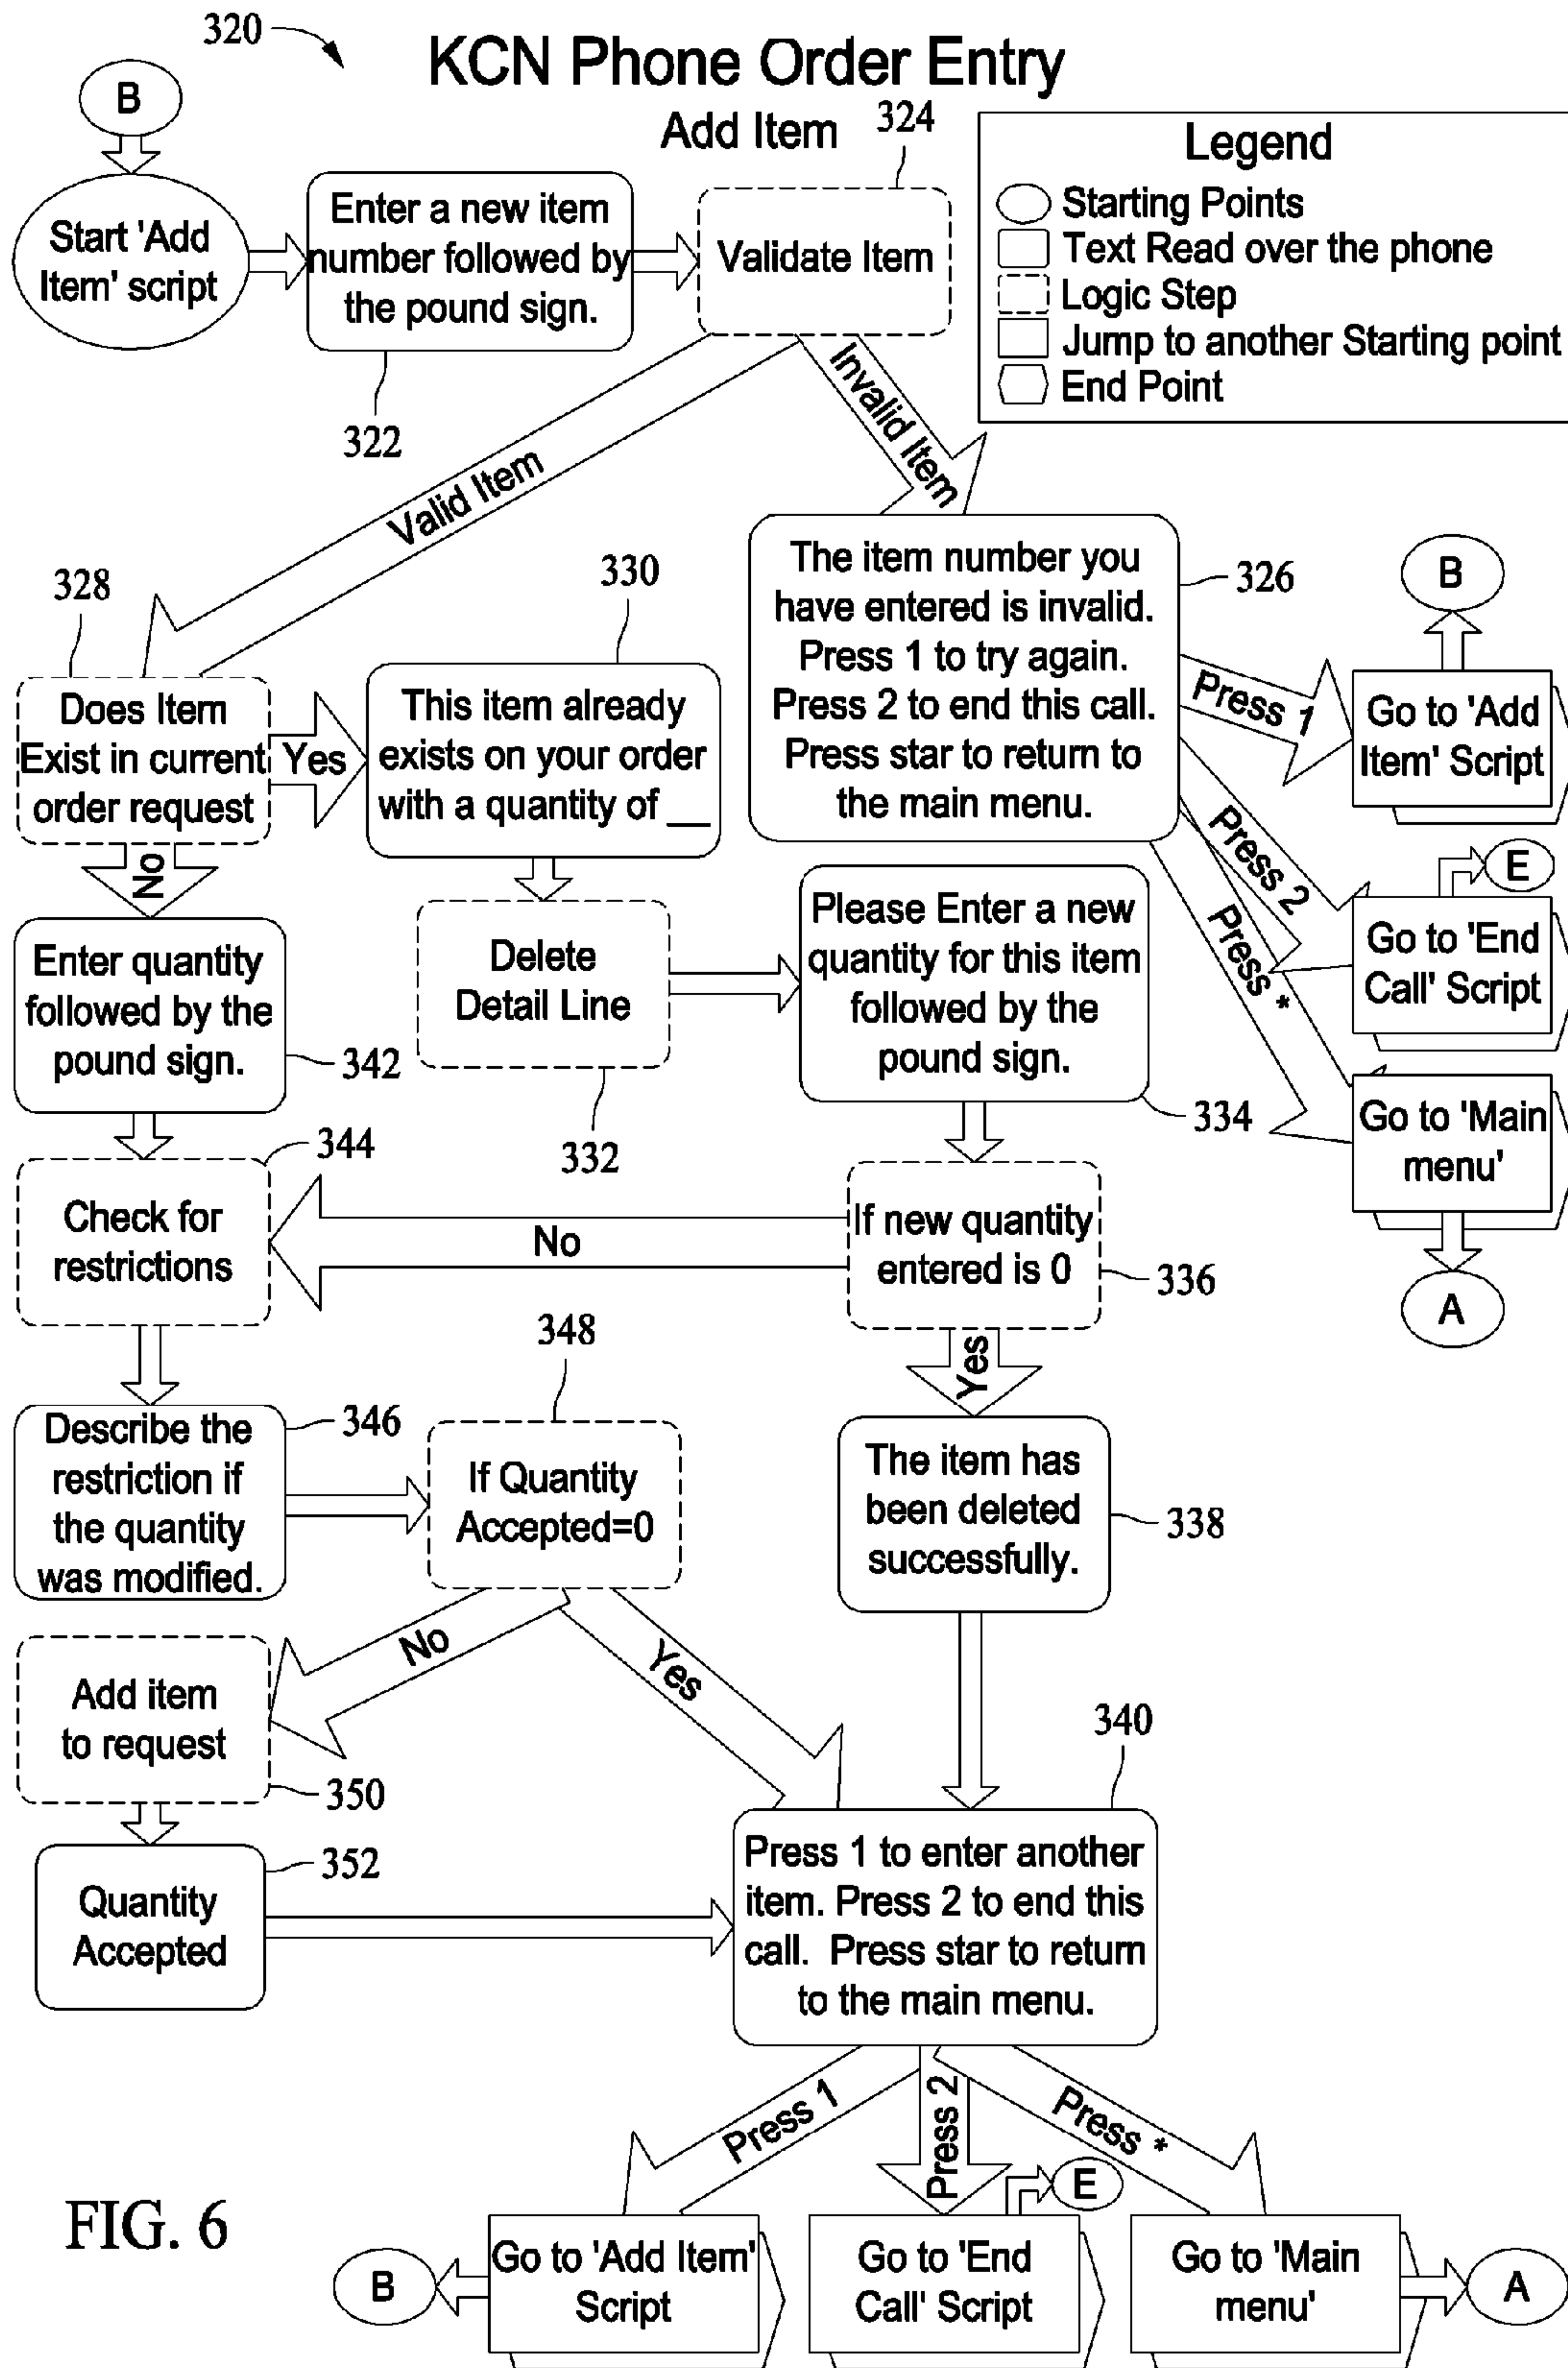 320
KCN Phone Order Entry
Add Item
324
B
Start 'Add
Item' script
Enter a new item
number followed by
the pound sign.
322
Validate Item
Legend
Starting Points
Text Read over the phone
Logic Step
Jump to another Starting point
End Point
Valid Item
Invalid Item
328
Does Item
Exist in current
order request
Yes
330
This item already
exists on your order
with a quantity of __
The item number you
have entered is invalid.
Press 1 to try again.
Press 2 to end this call.
Press star to return to
the main menu.
326
Press 1
B
Go to 'Add
Item' Script
Press 2
E
Go to 'End
Call' Script
Press *
Go to 'Main
menu'
A
No
Enter quantity
followed by the
pound sign.
342
Delete
Detail Line
332
Please Enter a new
quantity for this item
followed by the
pound sign.
334
344
Check for
restrictions
No
If new quantity
entered is 0
336
Yes
Describe the
restriction if
the quantity
was modified.
346
348
If Quantity
Accepted=0
The item has
been deleted
successfully.
338
No
Yes
Add item
to request
350
340
Quantity
Accepted
352
Press 1 to enter another
item. Press 2 to end this
call. Press star to return
to the main menu.
Press 1
Press 2
Press *
E
FIG. 6
B
Go to 'Add Item'
Script
Go to 'End
Call' Script
Go to 'Main
menu'
A